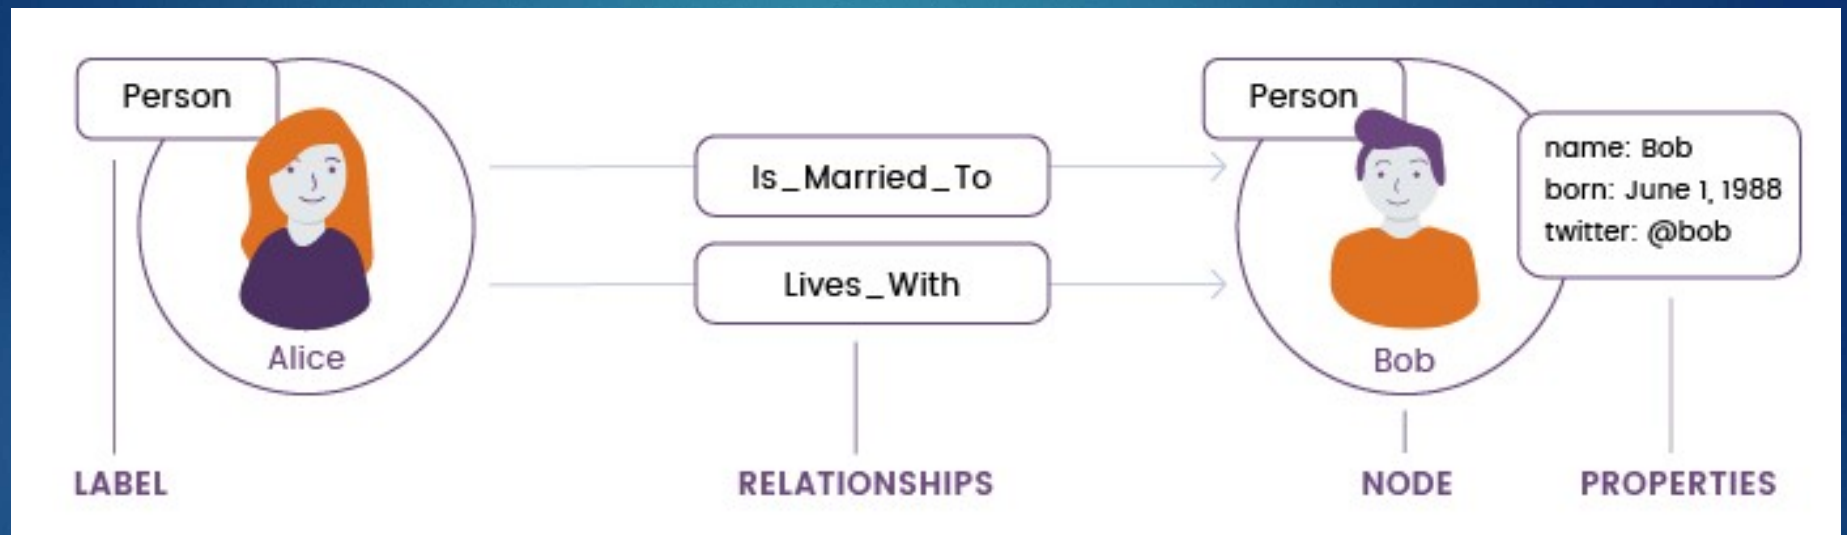 Person
Alice
Is_Married_To
Lives_With
Person
Bob
name: Bob
born: June 1, 1988
twitter: @bob
LABEL
RELATIONSHIPS
NODE
PROPERTIES